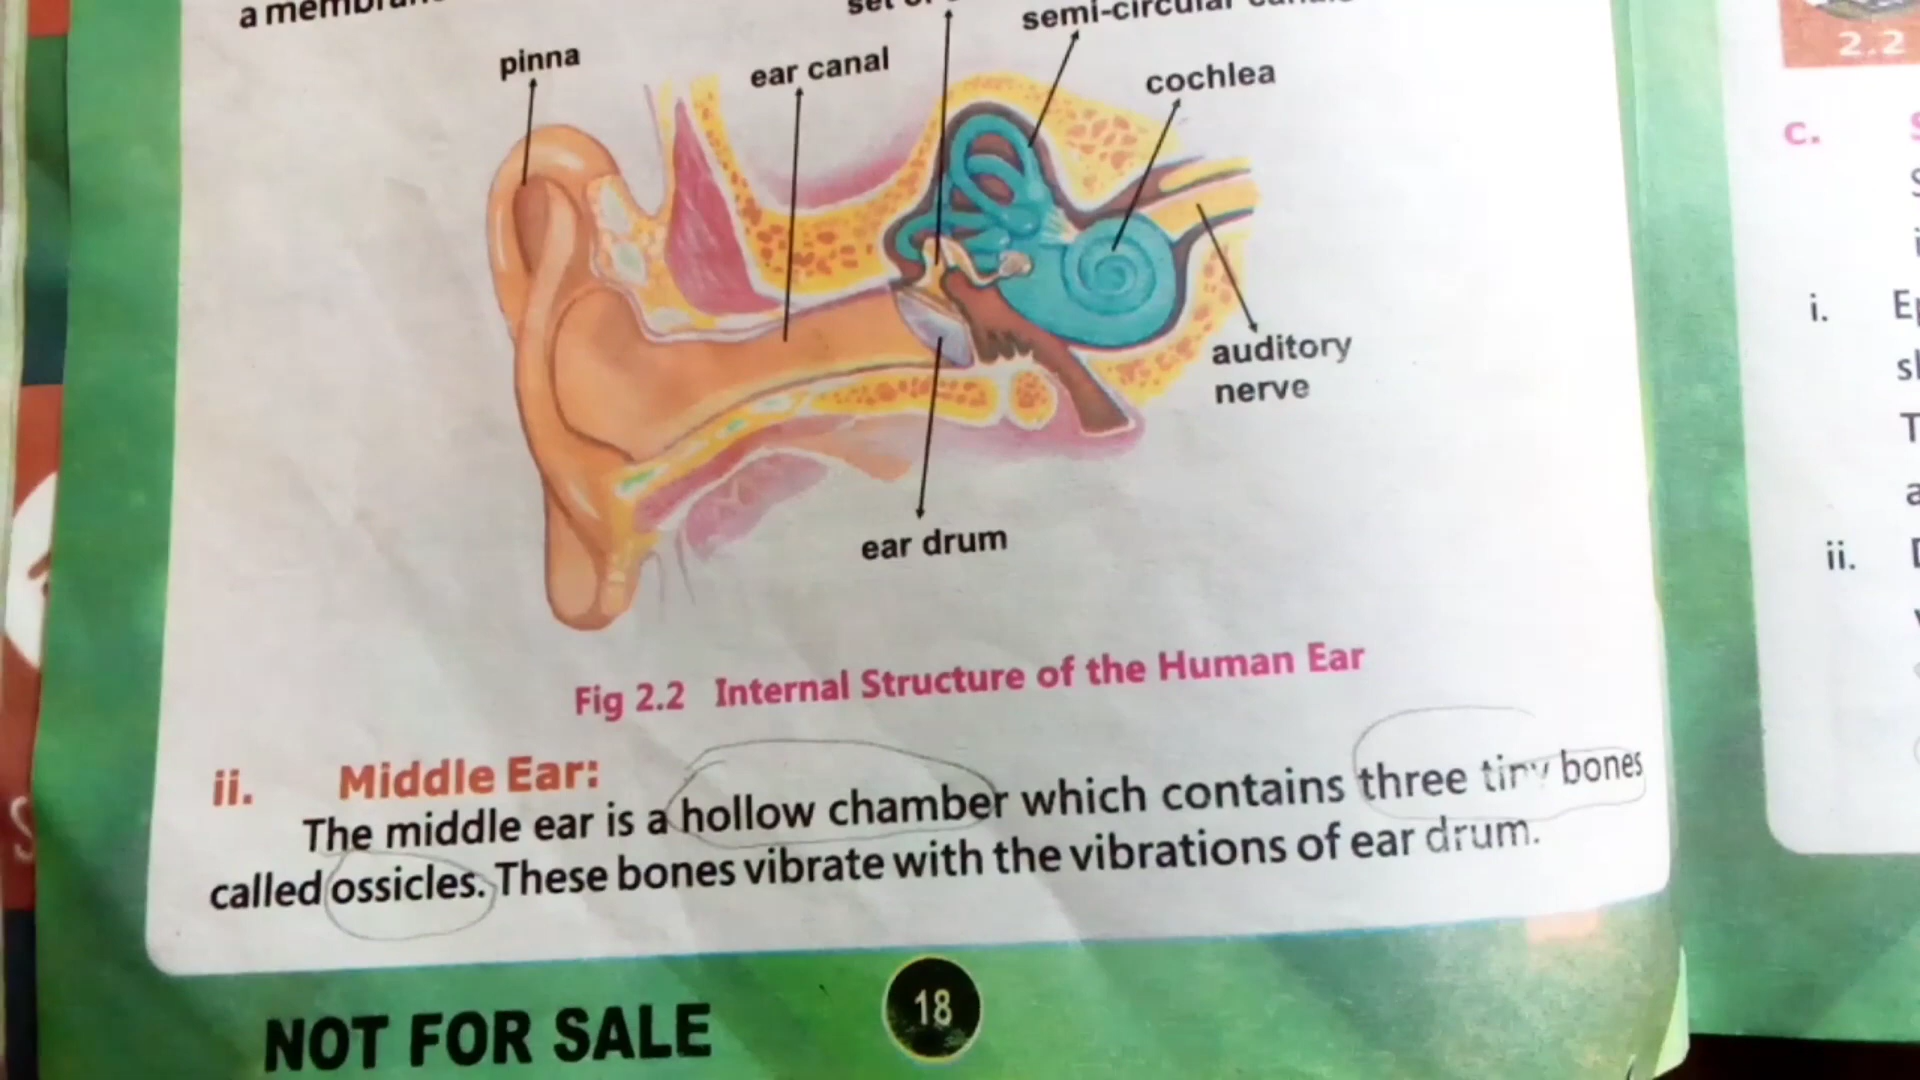 a
set
semi-circular
pinna
ear canal
cochlea
auditory
nerve
ear drum
Fig 2.2 Internal Structure of the Human Ear
ii. Middle Ear:
The middle ear is a hollow chamber which contains three tiny bones
called ossicles. These bones vibrate with the vibrations of ear drum.
NOT FOR SALE
18
2.2
c.
i.
ii.